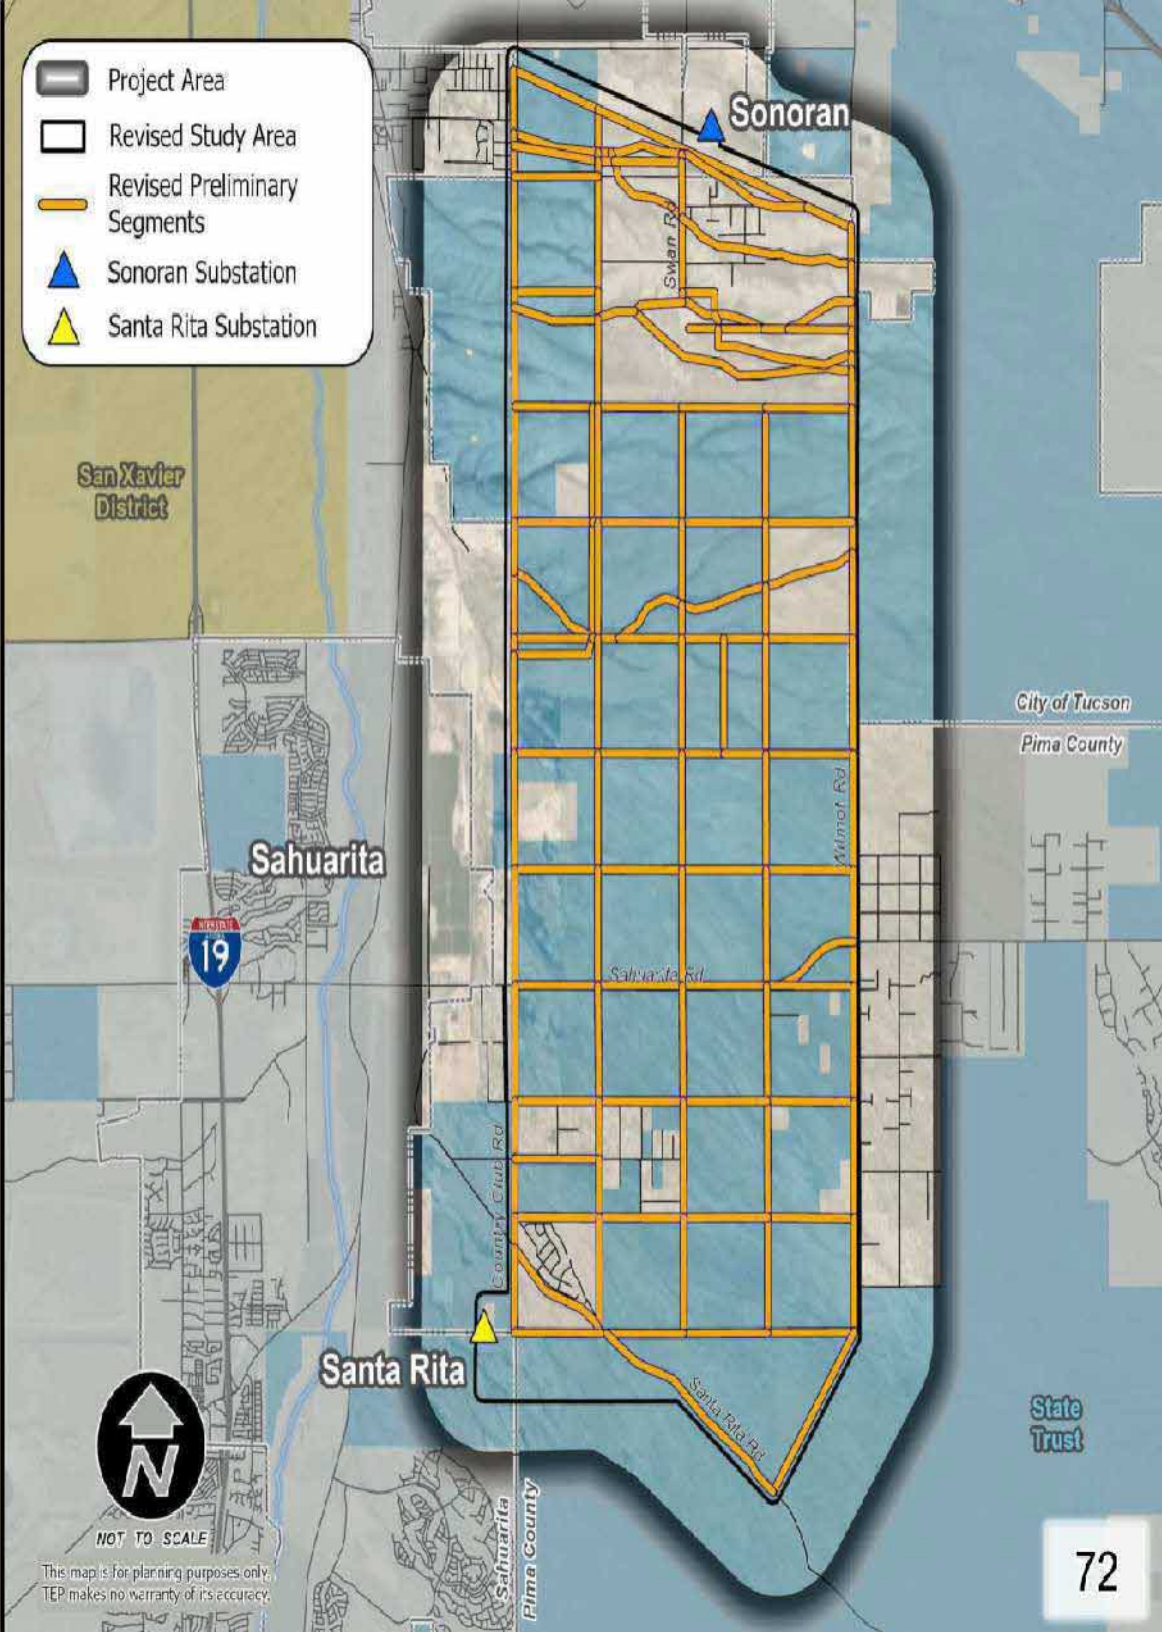 Project Area
Revised Study Area
Revised Preliminary
Segments
Sonoran Substation
Santa Rita Substation
Sonoran
Swan Rd
San Xavier
District
City of Tucson
Pima County
Wilmot Rd
Sahuarita
INTERSTATE
19
Sahuarita Rd
Country Club Rd
Santa Rita
Santa Rita Rd
State
Trust
N
NOT TO SCALE
This map is for planning purposes only.
TEP makes no warranty of its accuracy.
Sahuarita
Pima County
72